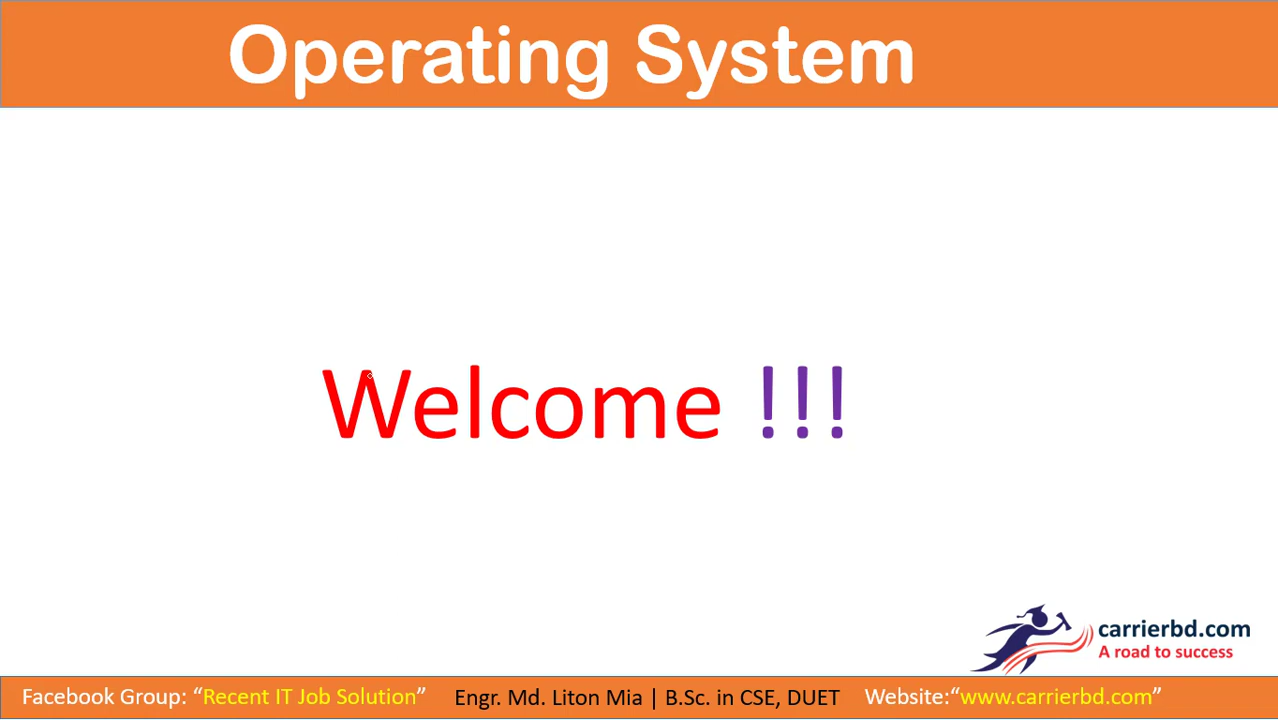 Operating System
Welcome !!!
carrierbd.com
A road to success
Facebook Group: “Recent IT Job Solution” Engr. Md. Liton Mia | B.Sc. in CSE, DUET Website:“www.carrierbd.com”